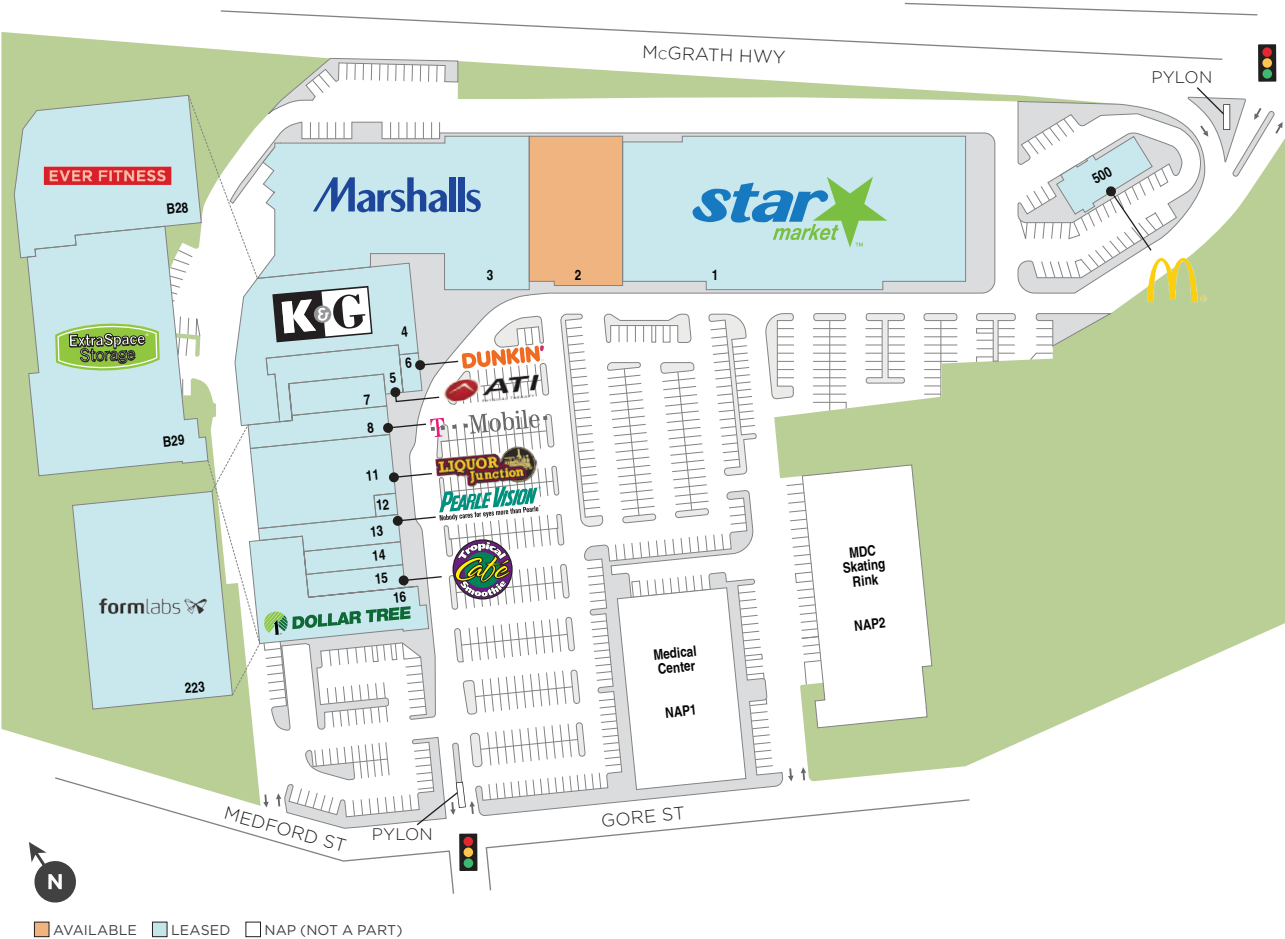 McGRATH HWY
PYLON
EVER FITNESS
B28
Marshalls
3
2
star
market
™
1
500
M
K&G
4
ExtraSpace
Storage
B29
6
DUNKIN'
5
ATI
7
8
T··Mobile·
11
LIQUOR
Junction
12
PEARLE VISION
Nobody cares for eyes more than Pearle
13
14
15
Tropical
Café
Smoothie
16
1 DOLLAR TREE
formlabs
223
MDC
Skating
Rink
NAP2
Medical
Center
NAP1
MEDFORD ST
PYLON
GORE ST
N
AVAILABLE
LEASED
NAP (NOT A PART)